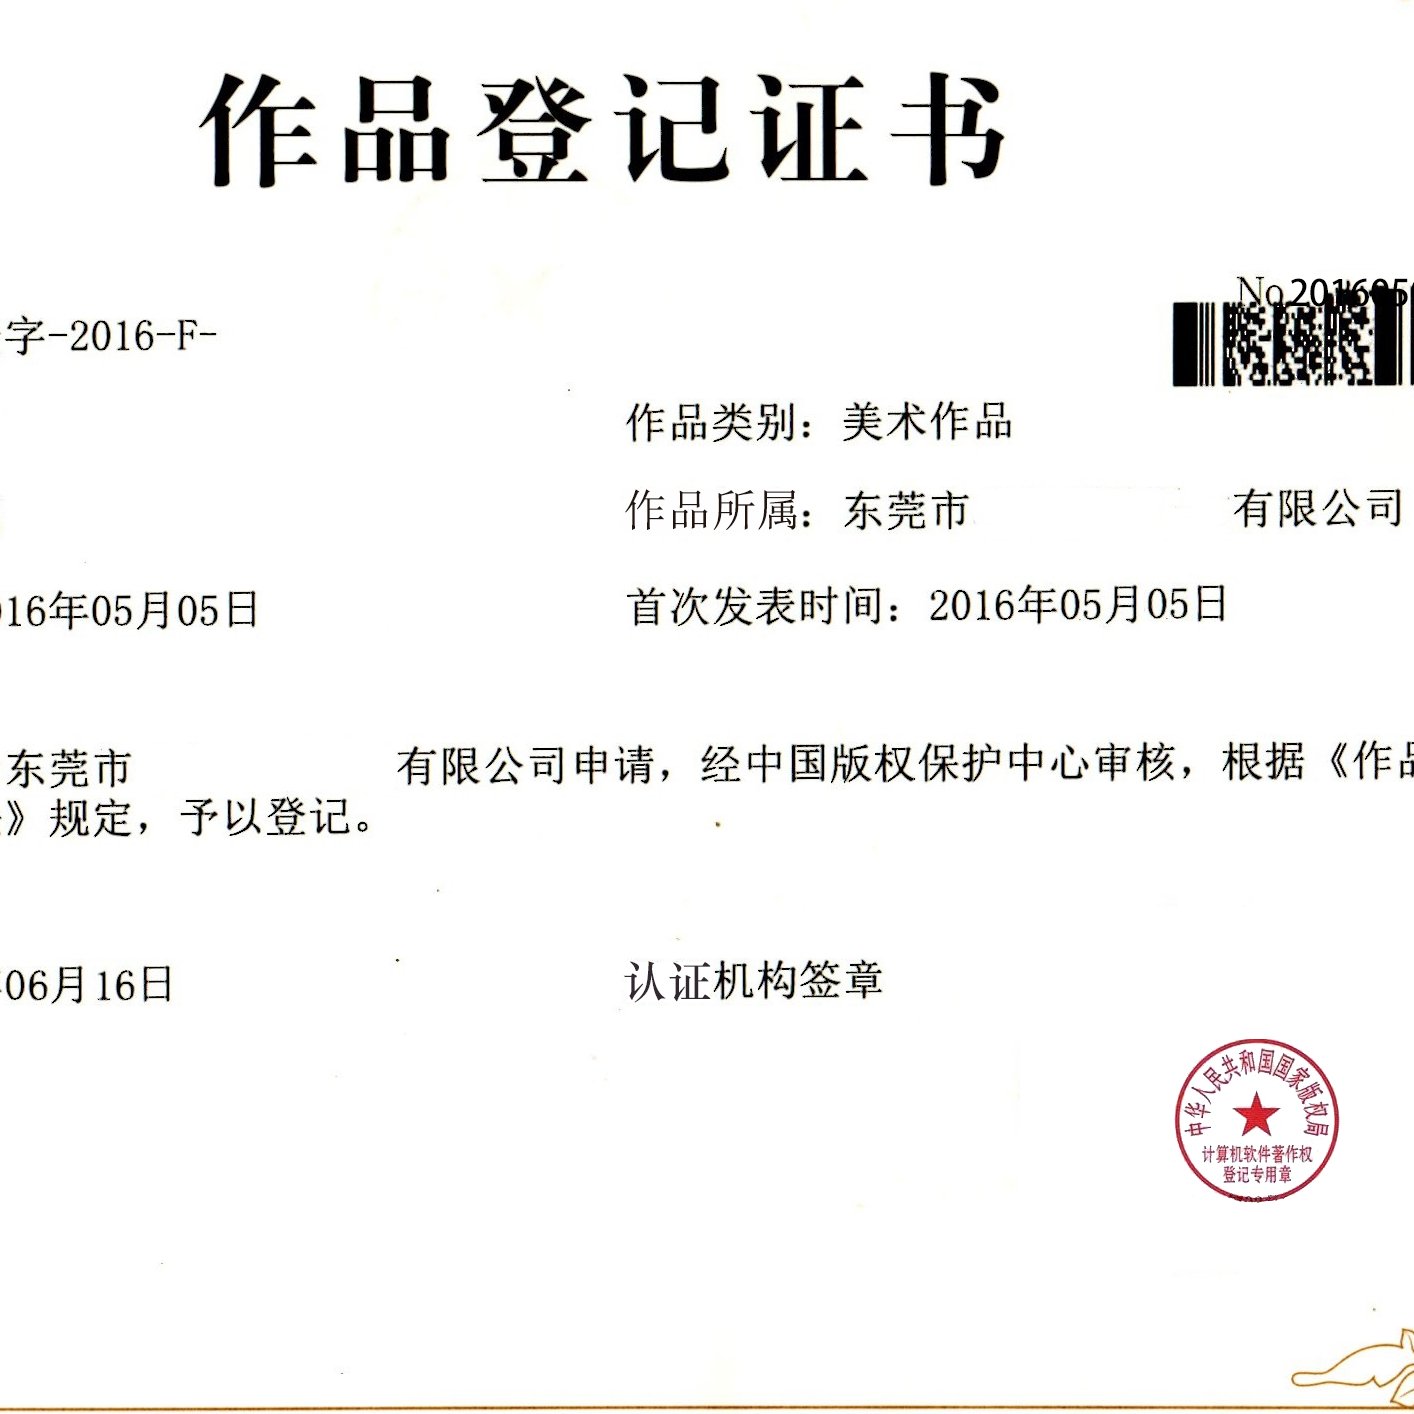 作品登记证书
No201605
字-2016-F-
作品类别：美术作品
作品所属：东莞市 有限公司
16年05月05日 首次发表时间：2016年05月05日
东莞市 有限公司申请，经中国版权保护中心审核，根据《作品
》规定，予以登记。
06月16日 认证机构签章
中华人民共和国国家版权局
计算机软件著作权
登记专用章